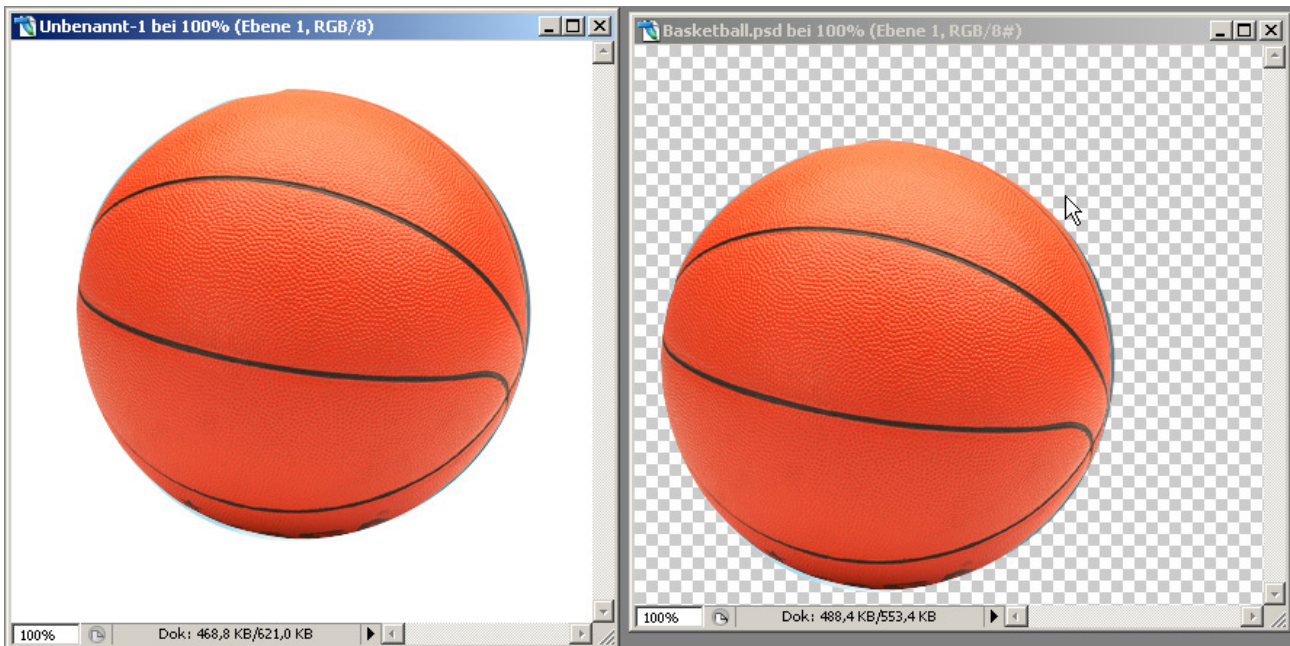 Unbenannt-1 bei 100% (Ebene 1, RGB/8)
Basketball.psd bei 100% (Ebene 1, RGB/8#)
100%
Dok: 468,8 KB/621,0 KB
100%
Dok: 488,4 KB/553,4 KB